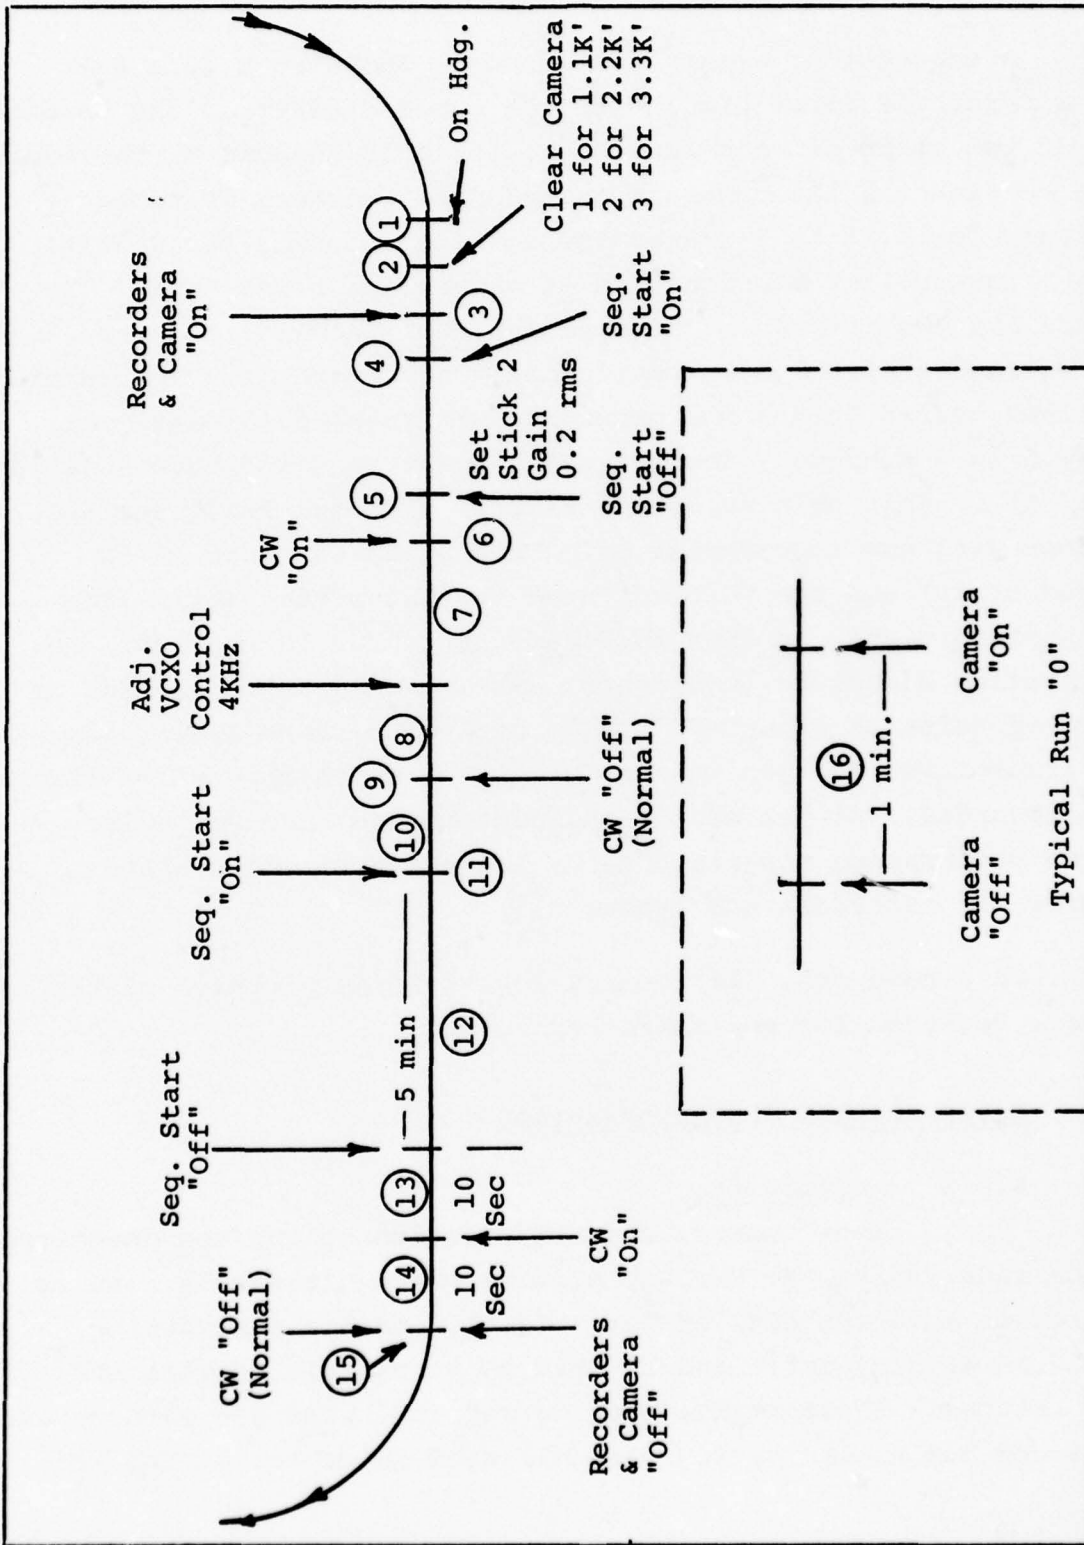 Recorders
& Camera
"On"
CW
"On"
Adj.
VCXO
Control
4KHz
Seq. Start
"On"
Seq. Start
"Off"
CW "Off"
(Normal)
1
2
3
4
5
6
7
8
9
10
11
12
13
14
15
5 min
10
Sec
10
Sec
On Hdg.
Clear Camera
1 for 1.1K'
2 for 2.2K'
3 for 3.3K'
Seq.
Start
"On"
Set
Stick 2
Gain
0.2 rms
Seq.
Start
"Off"
CW "Off"
(Normal)
CW
"On"
Recorders
& Camera
"Off"
16
1 min.
Camera
"Off"
Camera
"On"
Typical Run "0"